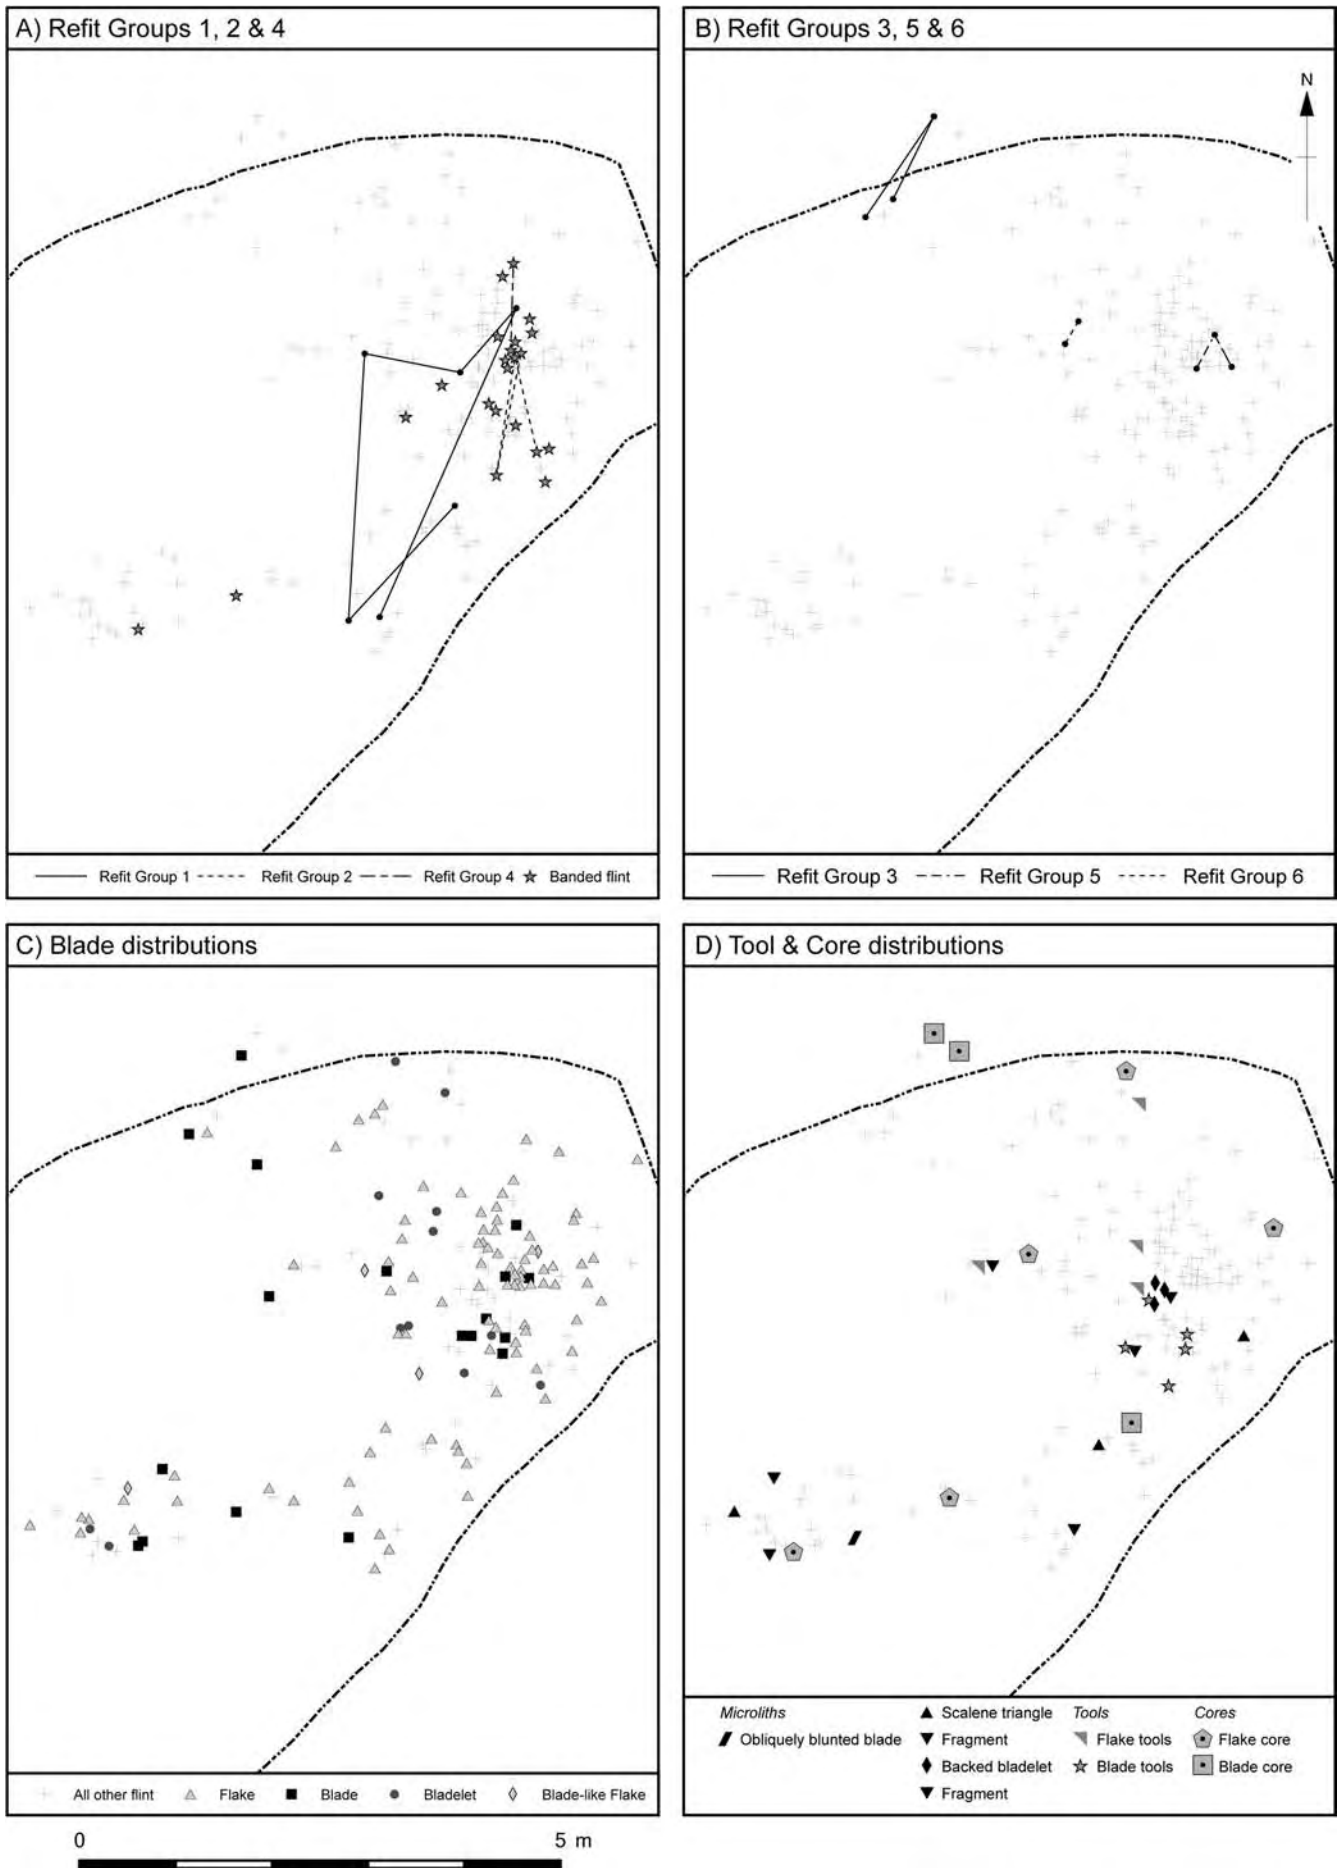 A) Refit Groups 1, 2 & 4
B) Refit Groups 3, 5 & 6
N
Refit Group 1
Refit Group 2
Refit Group 4
Banded flint
Refit Group 3
Refit Group 5
Refit Group 6
C) Blade distributions
D) Tool & Core distributions
All other flint
Flake
Blade
Bladelet
Blade-like Flake
Microliths
Obliquely blunted blade
Scalene triangle
Fragment
Backed bladelet
Fragment
Tools
Flake tools
Blade tools
Cores
Flake core
Blade core
0
5 m